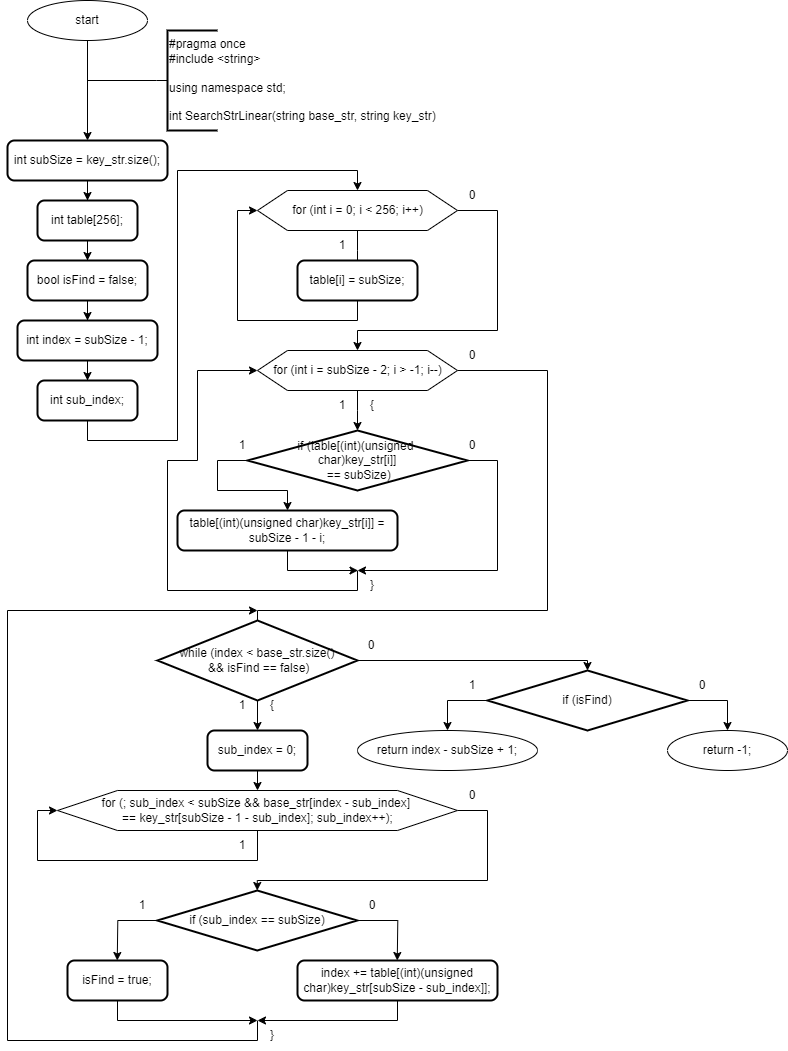 start
#pragma once
#include <string>
using namespace std;
int SearchStrLinear(string base_str, string key_str)
int subSize = key_str.size();
int table[256];
bool isFind = false;
int index = subSize - 1;
int sub_index;
for (int i = 0; i < 256; i++)
0
1
table[i] = subSize;
for (int i = subSize - 2; i > -1; i--)
0
1
{
if (table[(int)(unsigned
char)key_str[i]]
== subSize)
1
0
table[(int)(unsigned char)key_str[i]] =
subSize - 1 - i;
}
while (index < base_str.size()
&& isFind == false)
0
1
{
if (isFind)
1
0
return index - subSize + 1;
return -1;
sub_index = 0;
for (; sub_index < subSize && base_str[index - sub_index]
== key_str[subSize - 1 - sub_index]; sub_index++);
0
1
if (sub_index == subSize)
1
0
isFind = true;
index += table[(int)(unsigned
char)key_str[subSize - sub_index]];
}